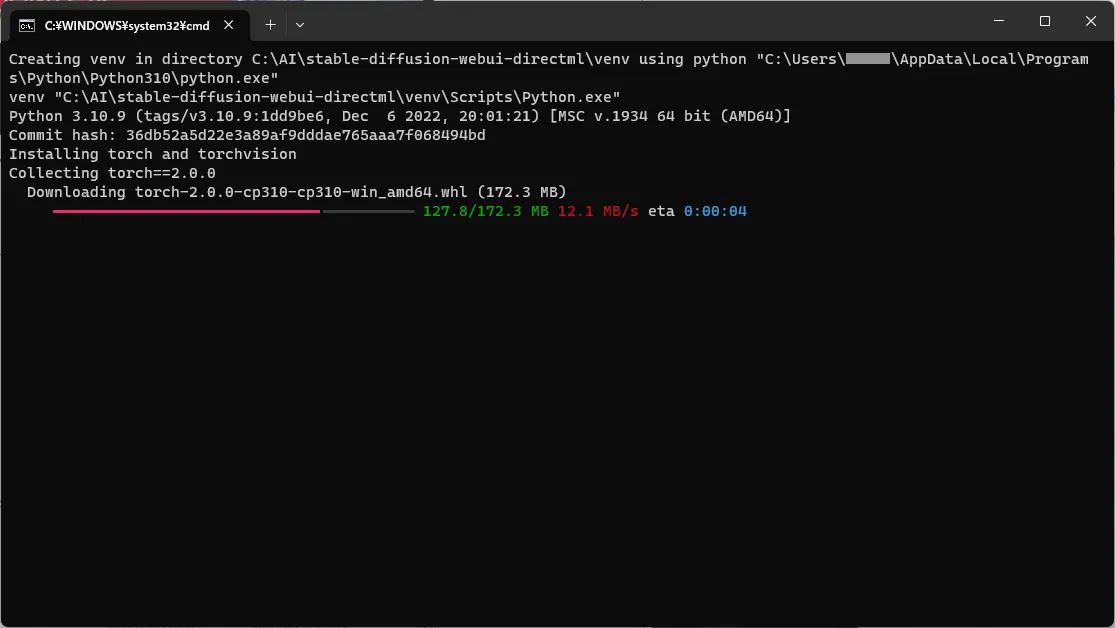 C:¥WINDOWS¥system32¥cmd
Creating venv in directory C:\AI\stable-diffusion-webui-directml\venv using python "C:\Users\ \AppData\Local\Program
s\Python\Python310\python.exe"
venv "C:\AI\stable-diffusion-webui-directml\venv\Scripts\Python.exe"
Python 3.10.9 (tags/v3.10.9:1dd9be6, Dec  6 2022, 20:01:21) [MSC v.1934 64 bit (AMD64)]
Commit hash: 36db52a5d22e3a89af9dddae765aaa7f068494bd
Installing torch and torchvision
Collecting torch==2.0.0
  Downloading torch-2.0.0-cp310-cp310-win_amd64.whl (172.3 MB)
127.8/172.3 MB 12.1 MB/s eta 0:00:04